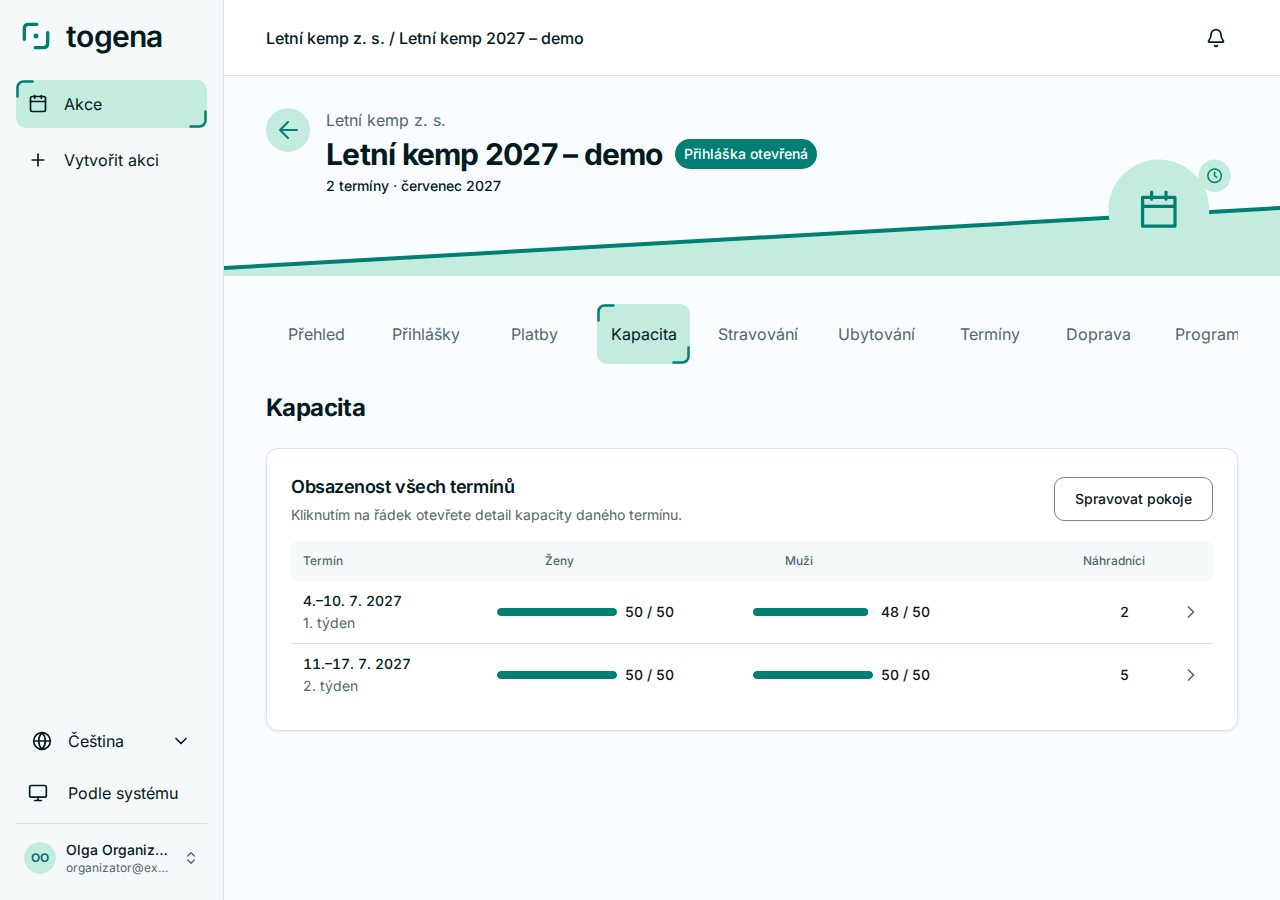 togena
Akce
Vytvořit akci
Čeština
Podle systému
OO
Olga Organiz...
organizator@ex...
Letní kemp z. s. / Letní kemp 2027 – demo
Letní kemp z. s.
Letní kemp 2027 – demo
Přihláška otevřená
2 termíny · červenec 2027
Přehled
Přihlášky
Platby
Kapacita
Stravování
Ubytování
Termíny
Doprava
Program
Kapacita
Obsazenost všech termínů
Kliknutím na řádek otevřete detail kapacity daného termínu.
Spravovat pokoje
Termín Ženy Muži Náhradníci
4.–10. 7. 2027
1. týden
50 / 50
48 / 50
2
11.–17. 7. 2027
2. týden
50 / 50
50 / 50
5